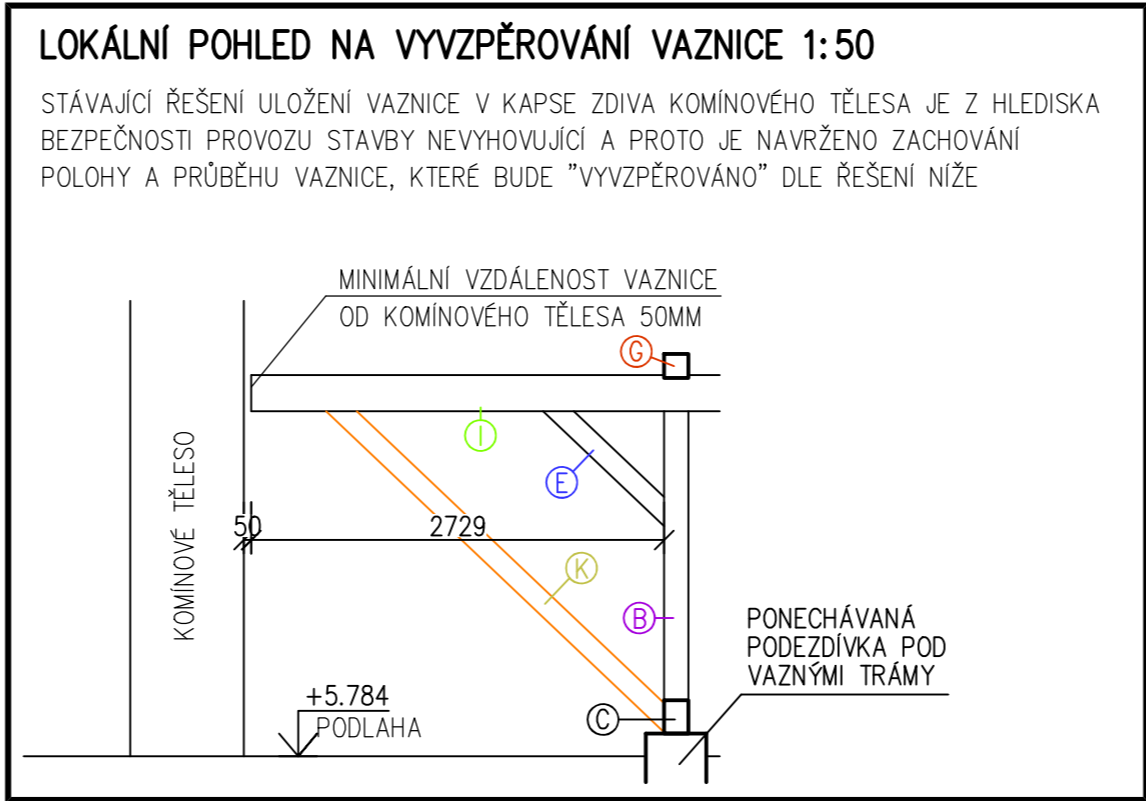 LOKÁLNÍ POHLED NA VYVZPĚROVÁNÍ VAZNICE 1:50
STÁVAJÍCÍ ŘEŠENÍ ULOŽENÍ VAZNICE V KAPSE ZDIVA KOMÍNOVÉHO TĚLESA JE Z HLEDISKA
BEZPEČNOSTI PROVOZU STAVBY NEVYHOVUJÍCÍ A PROTO JE NAVRŽENO ZACHOVÁNÍ
POLOHY A PRŮBĚHU VAZNICE, KTERÉ BUDE "VYVZPĚROVÁNO" DLE ŘEŠENÍ NÍŽE
MINIMÁLNÍ VZDÁLENOST VAZNICE
OD KOMÍNOVÉHO TĚLESA 50MM
G
I
E
KOMÍNOVÉ TĚLESO
50
2729
K
B
PONECHÁVANÁ
PODEZDÍVKA POD
VAZNÝMI TRÁMY
+5.784
PODLAHA
C